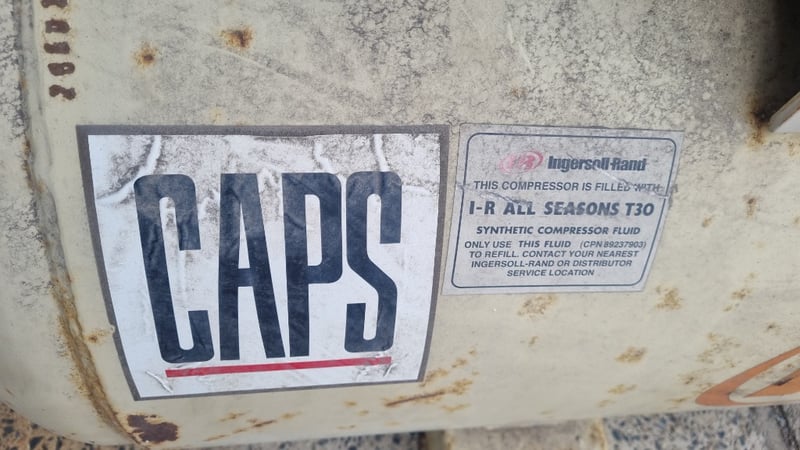 CAPS
IR Ingersoll-Rand
THIS COMPRESSOR IS FILLED WITH
I-R ALL SEASONS T30
SYNTHETIC COMPRESSOR FLUID
ONLY USE THIS FLUID (CPN 89237903)
TO REFILL. CONTACT YOUR NEAREST
INGERSOLL-RAND OR DISTRIBUTOR
SERVICE LOCATION